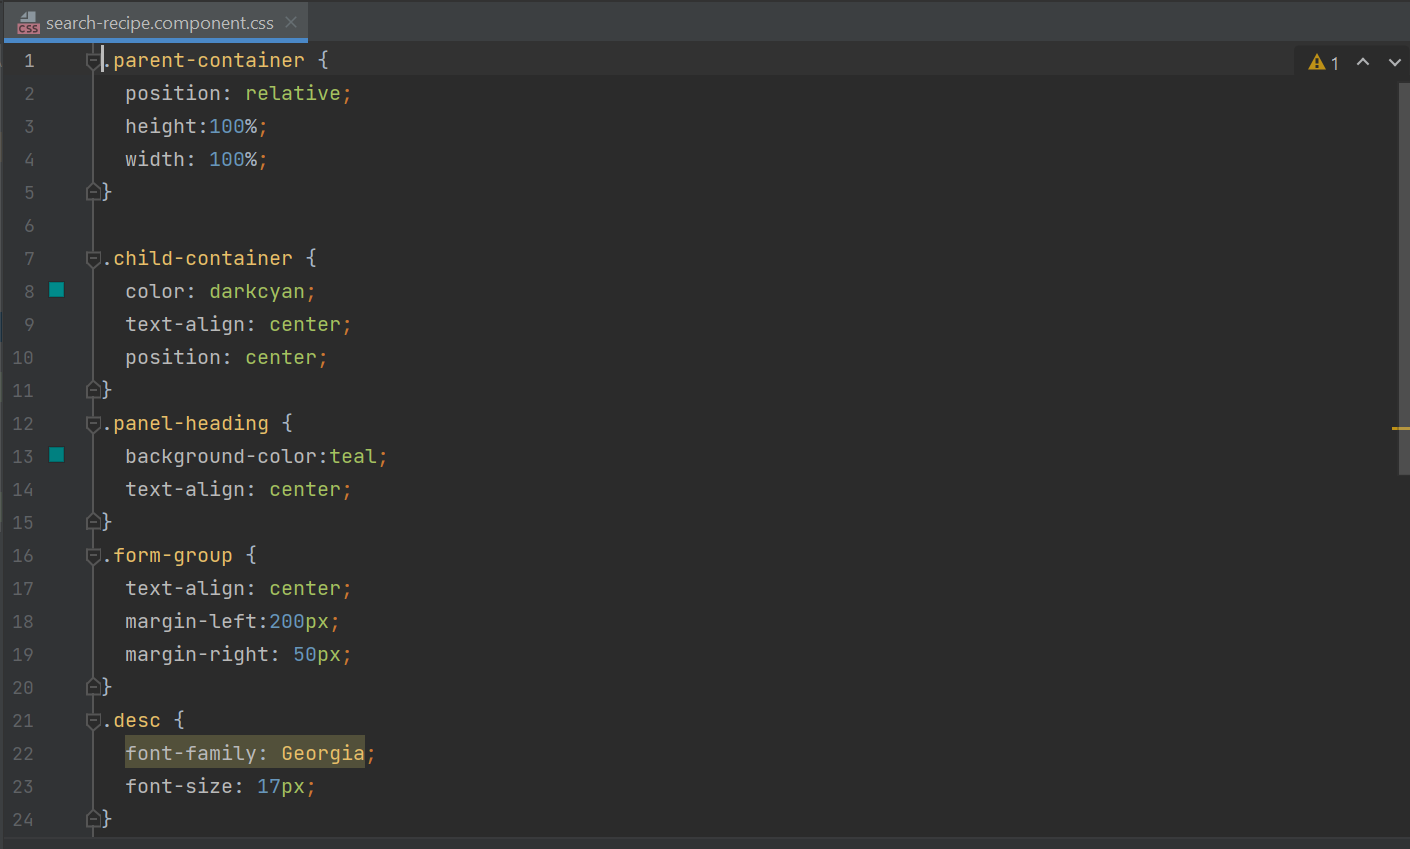 CSS search-recipe.component.css
1 .parent-container {
2 position: relative;
3 height:100%;
4 width: 100%;
5 }
6
7 .child-container {
8 color: darkcyan;
9 text-align: center;
10 position: center;
11 }
12 .panel-heading {
13 background-color:teal;
14 text-align: center;
15 }
16 .form-group {
17 text-align: center;
18 margin-left:200px;
19 margin-right: 50px;
20 }
21 .desc {
22 font-family: Georgia;
23 font-size: 17px;
24 }
1